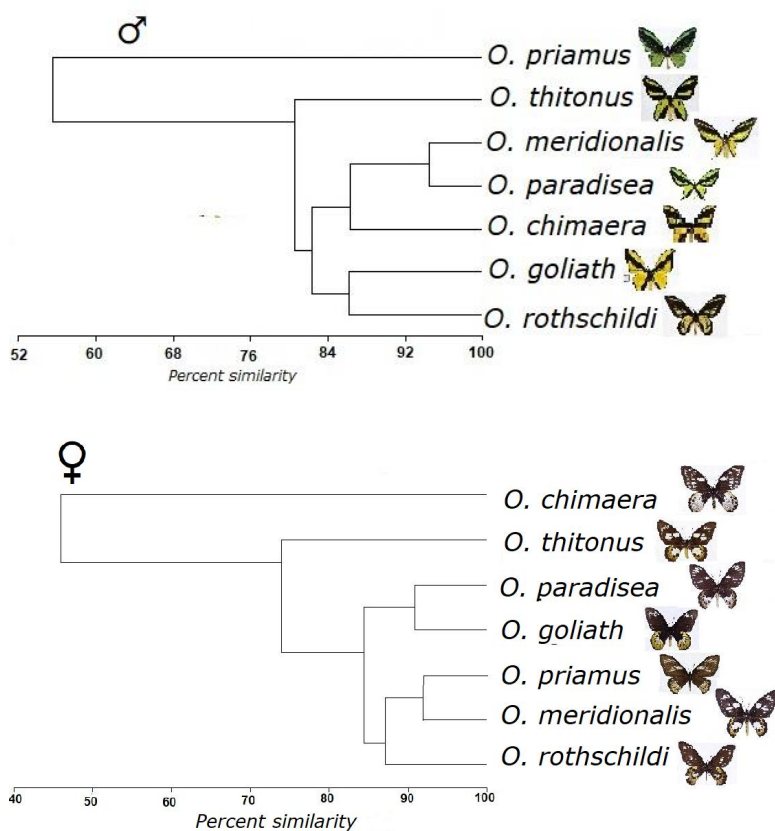 ♂
O. priamus
O. thitonus
O. meridionalis
O. paradisea
O. chimaera
O. goliath
O. rothschildi
52 60 68 76 84 92 100
Percent similarity
♀
O. chimaera
O. thitonus
O. paradisea
O. goliath
O. priamus
O. meridionalis
O. rothschildi
40 50 60 70 80 90 100
Percent similarity